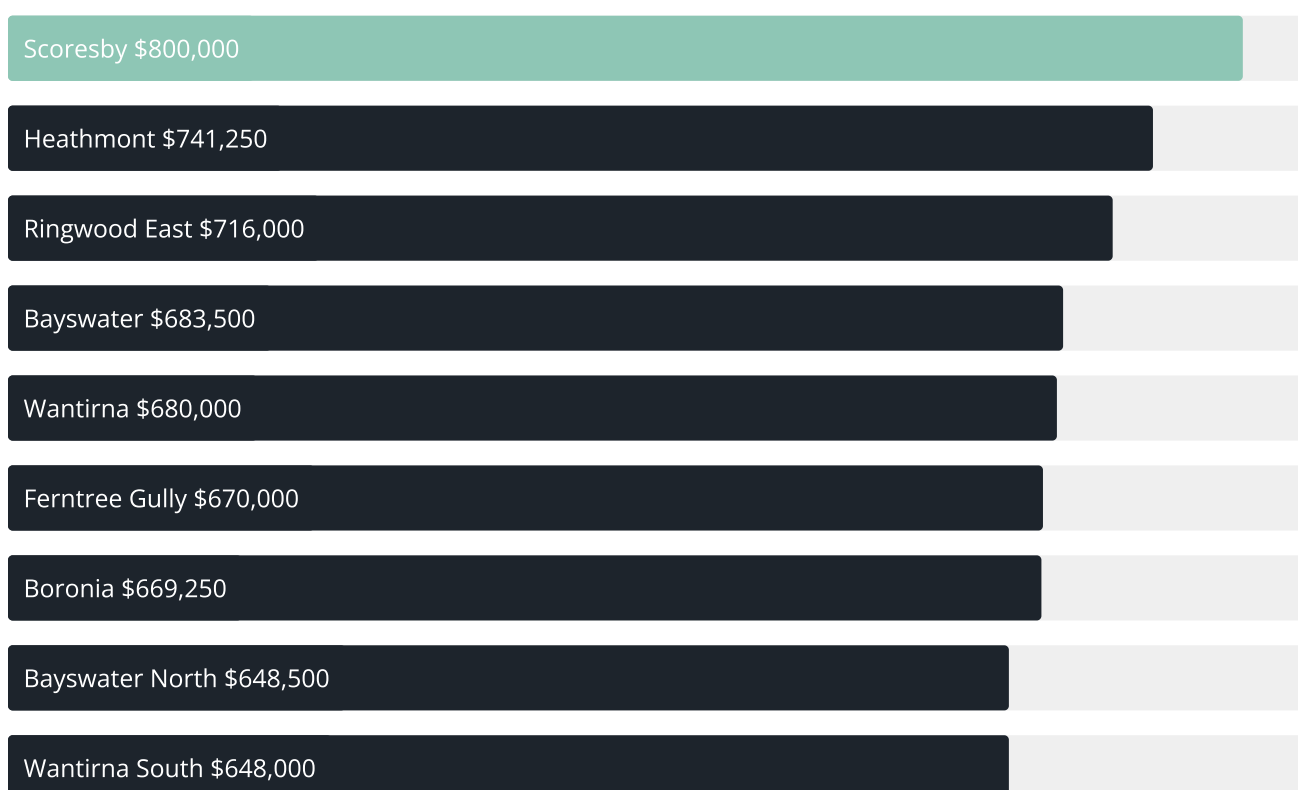 Scoresby $800,000
Heathmont $741,250
Ringwood East $716,000
Bayswater $683,500
Wantirna $680,000
Ferntree Gully $670,000
Boronia $669,250
Bayswater North $648,500
Wantirna South $648,000